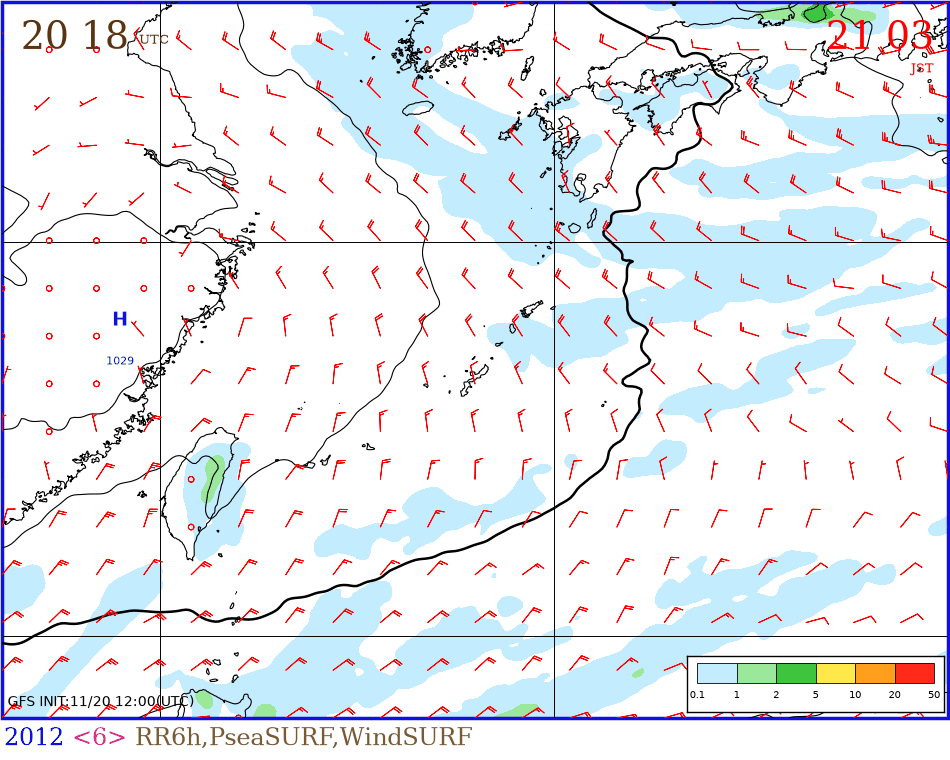 20 18 UTC 21 03
JST
H
1029
0.1 1 2 5 10 20 50
GFS INIT:11/20 12:00(UTC)
2012 <6> RR6h,PseaSURF,WindSURF